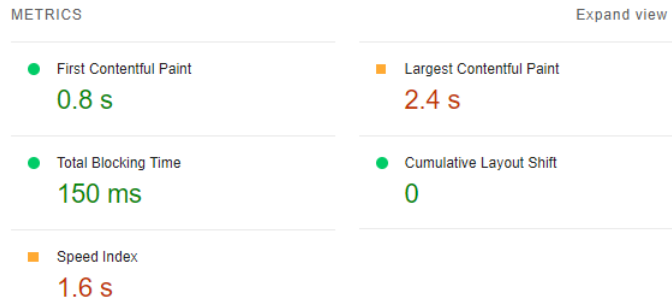 METRICS
Expand view
First Contentful Paint
0.8 s
Largest Contentful Paint
2.4 s
Total Blocking Time
150 ms
Cumulative Layout Shift
0
Speed Index
1.6 s